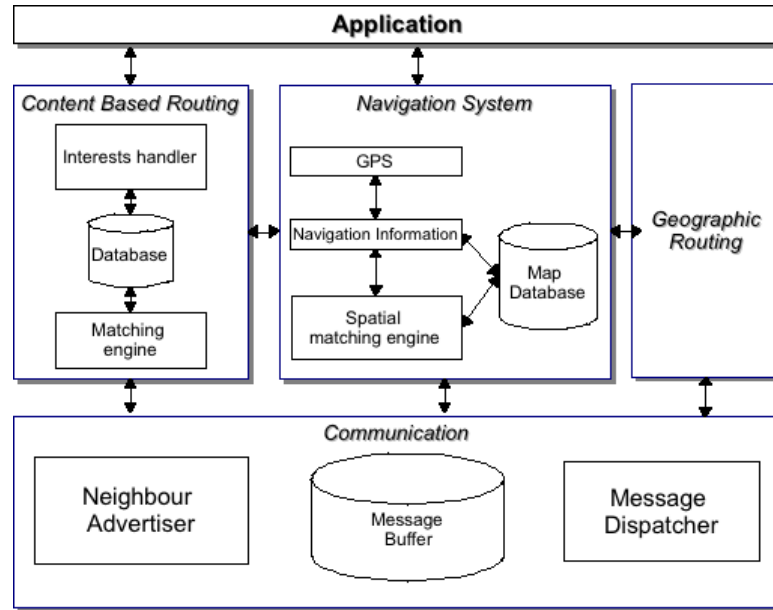 Application
Content Based Routing
Interests handler
Database
Matching
engine
Navigation System
GPS
Navigation Information
Spatial
matching engine
Map
Database
Geographic
Routing
Communication
Neighbour
Advertiser
Message
Buffer
Message
Dispatcher